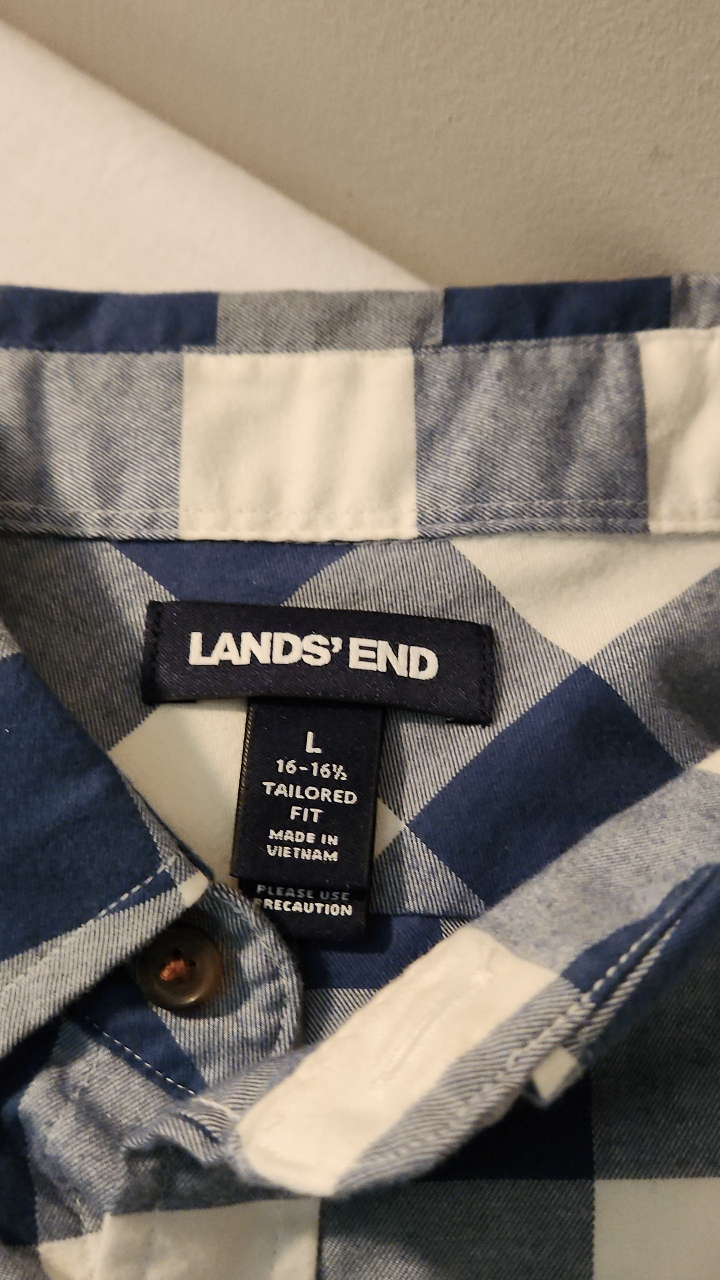 LANDS' END
L
16-16½
TAILORED
FIT
MADE IN
VIETNAM
PLEASE USE
PRECAUTION